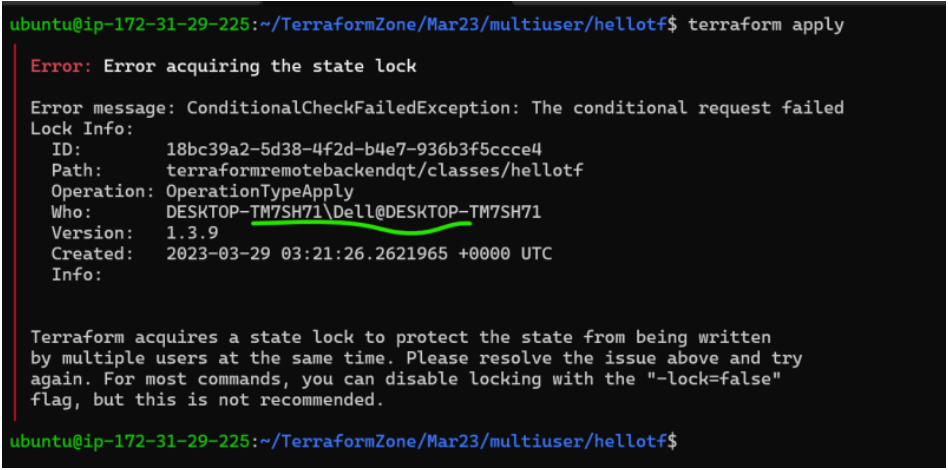 ubuntu@ip-172-31-29-225:~/TerraformZone/Mar23/multiuser/hellotf$ terraform apply
Error: Error acquiring the state lock
Error message: ConditionalCheckFailedException: The conditional request failed
Lock Info:
ID: 18bc39a2-5d38-4f2d-b4e7-936b3f5ccce4
Path: terraformremotebackendqt/classes/hellotf
Operation: OperationTypeApply
Who: DESKTOP-TM7SH71\Dell@DESKTOP-TM7SH71
Version: 1.3.9
Created: 2023-03-29 03:21:26.2621965 +0000 UTC
Info:
Terraform acquires a state lock to protect the state from being written
by multiple users at the same time. Please resolve the issue above and try
again. For most commands, you can disable locking with the "-lock=false"
flag, but this is not recommended.
ubuntu@ip-172-31-29-225:~/TerraformZone/Mar23/multiuser/hellotf$